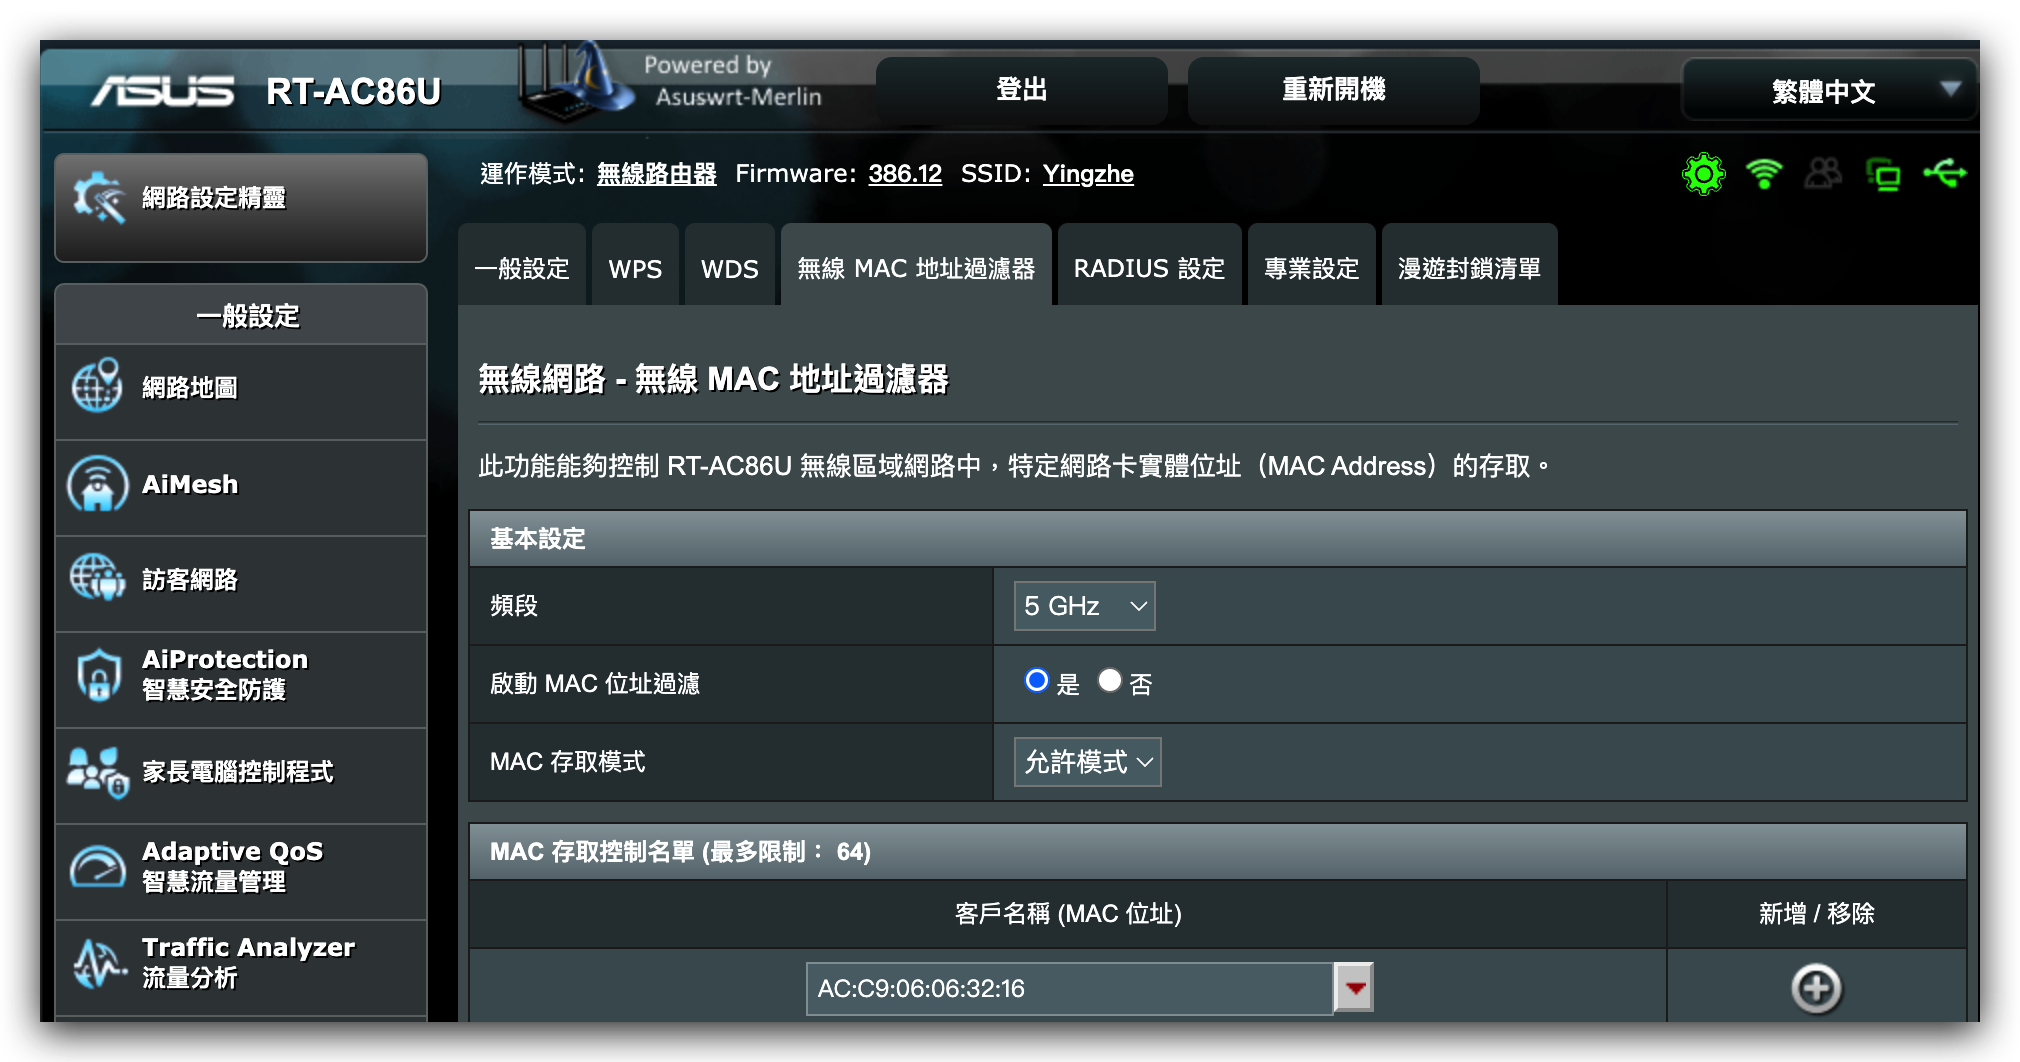 ASUS RT-AC86U
Powered by
Asuswrt-Merlin
登出
重新開機
繁體中文
運作模式: 無線路由器 Firmware: 386.12 SSID: Yingzhe
網路設定精靈
一般設定
網路地圖
AiMesh
訪客網路
AiProtection
智慧安全防護
家長電腦控制程式
Adaptive QoS
智慧流量管理
Traffic Analyzer
流量分析
一般設定
WPS
WDS
無線 MAC 地址過濾器
RADIUS 設定
專業設定
漫遊封鎖清單
無線網路 - 無線 MAC 地址過濾器
此功能能夠控制 RT-AC86U 無線區域網路中，特定網路卡實體位址（MAC Address）的存取。
基本設定
頻段 5 GHz
啟動 MAC 位址過濾 是 否
MAC 存取模式 允許模式
MAC 存取控制名單 (最多限制： 64)
客戶名稱 (MAC 位址) 新增 / 移除
AC:C9:06:06:32:16